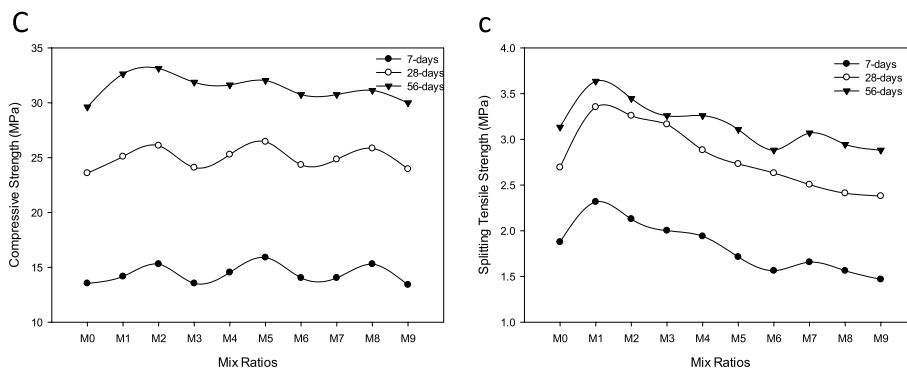 C
Compressive Strength (MPa)
35
30
25
20
15
10
7-days
28-days
56-days
M0 M1 M2 M3 M4 M5 M6 M7 M8 M9
Mix Ratios
c
Splitting Tensile Strength (MPa)
4.0
3.5
3.0
2.5
2.0
1.5
1.0
7-days
28-days
56-days
M0 M1 M2 M3 M4 M5 M6 M7 M8 M9
Mix Ratios